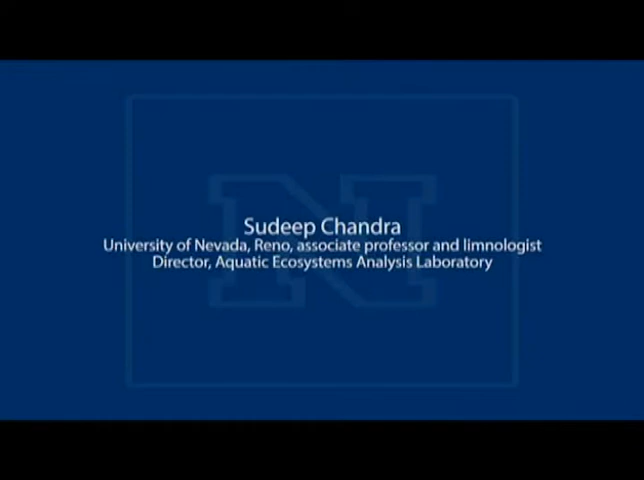 N
Sudeep Chandra
University of Nevada, Reno, associate professor and limnologist
Director, Aquatic Ecosystems Analysis Laboratory